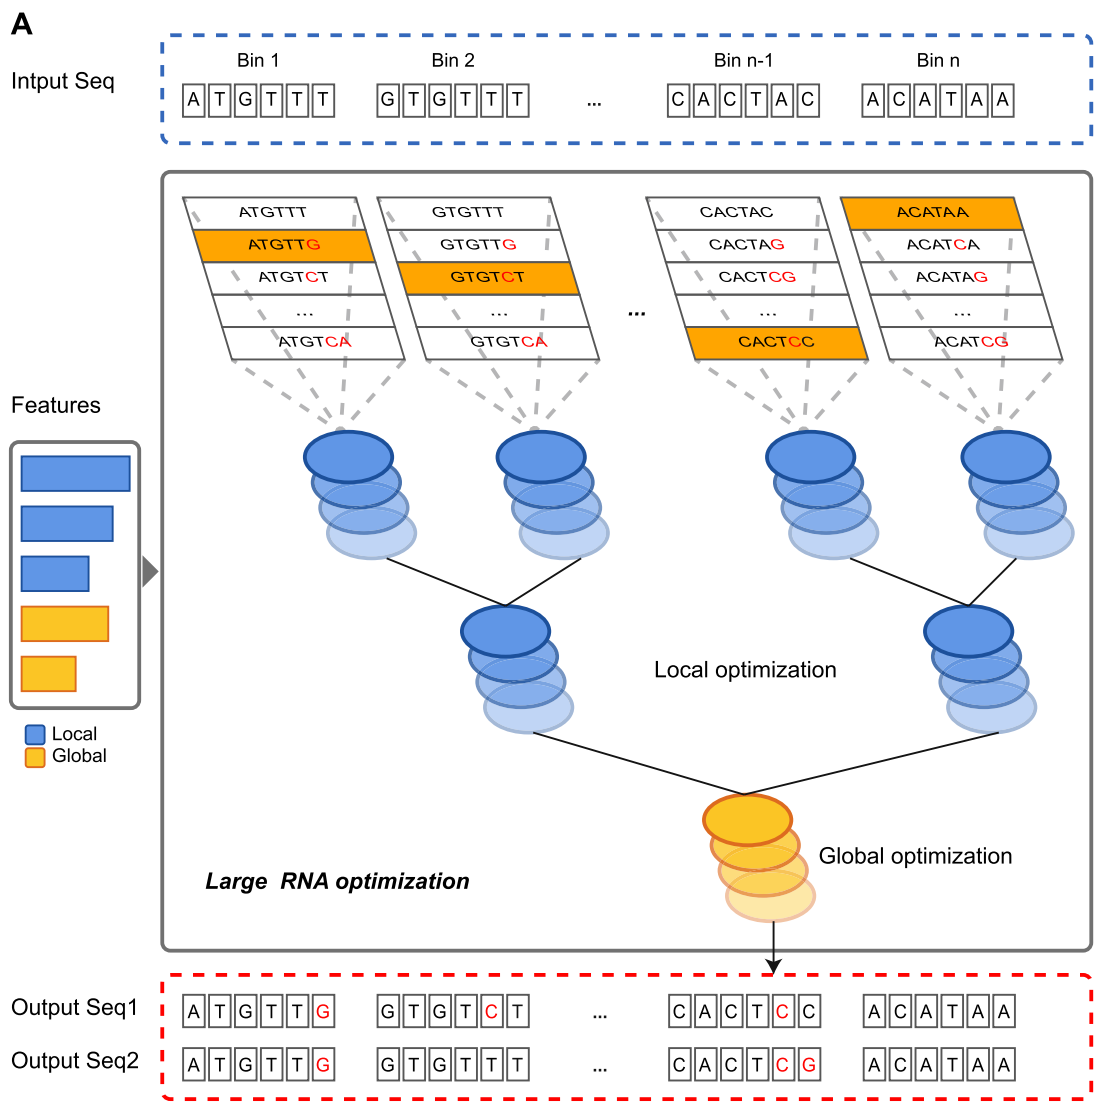 A
Intput Seq
Bin 1 Bin 2 Bin n-1 Bin n
A T G T T T G T G T T T ... C A C T A C A C A T A A
ATGTTT GTGTTT CACTAC ACATAA
ATGTTG GTGTTG CACTAG ACATCA
ATGTCT GTGTCT CACTCG ACATAG
... ... ... ...
...
ATGTCA GTGTCA CACTCC ACATCG
Features
Local
Global
Local optimization
Global optimization
Large RNA optimization
Output Seq1
A T G T T G G T G T C T ... C A C T C C A C A T A A
Output Seq2
A T G T T G G T G T T T ... C A C T C G A C A T A A